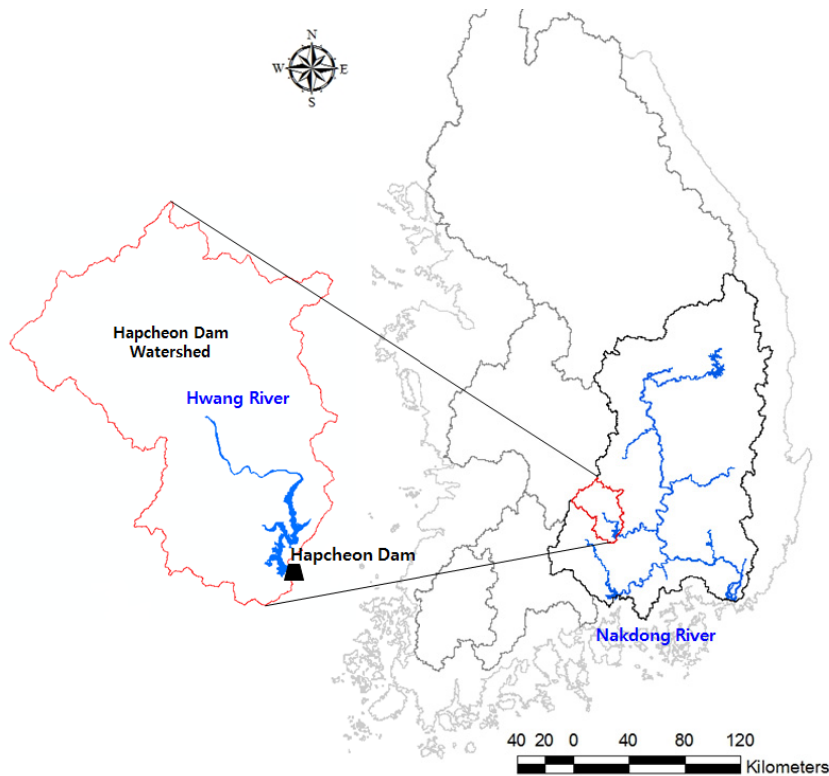 N
W E
S
Hapcheon Dam
Watershed
Hwang River
Hapcheon Dam
Nakdong River
40 20 0 40 80 120
Kilometers